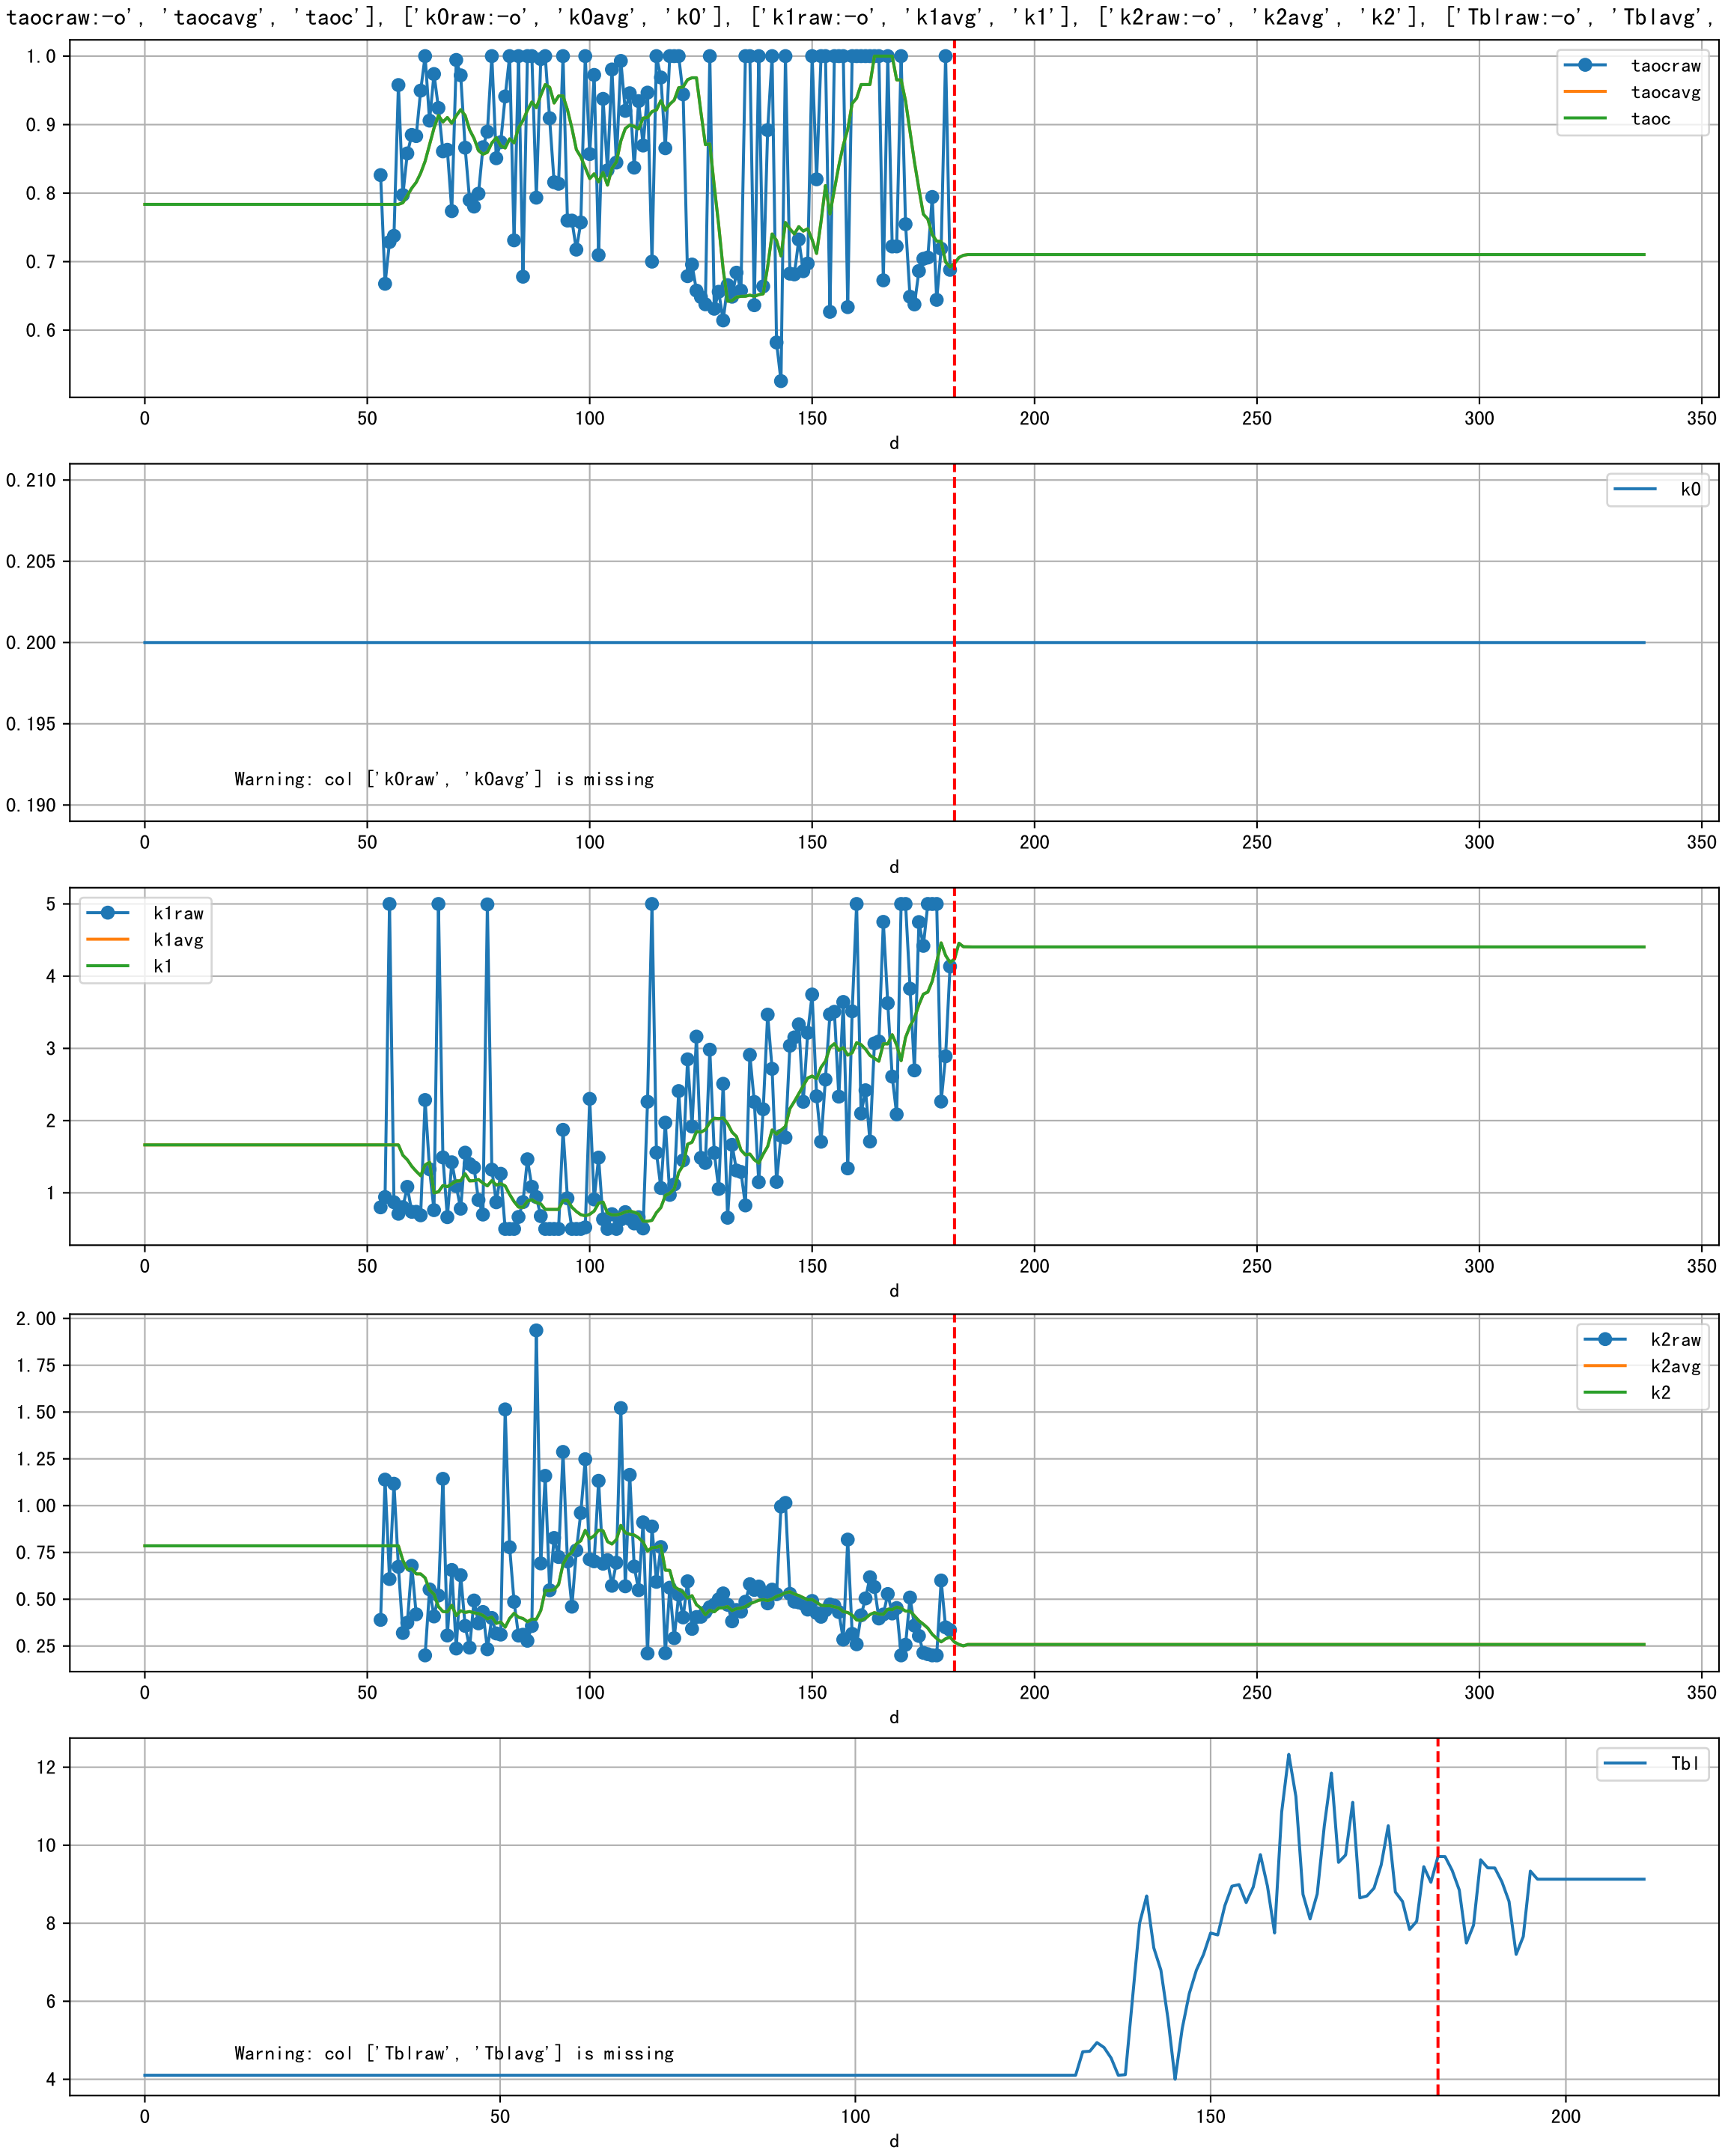 taocraw:-o', 'taocavg', 'taoc'], ['k0raw:-o', 'k0avg', 'k0'], ['k1raw:-o', 'k1avg', 'k1'], ['k2raw:-o', 'k2avg', 'k2'], ['Tblraw:-o', 'Tblavg',
1.0
0.9
0.8
0.7
0.6
taocraw
taocavg
taoc
0 50 100 150 200 250 300 350
d
0.210
0.205
0.200
0.195
0.190
k0
Warning: col ['k0raw', 'k0avg'] is missing
0 50 100 150 200 250 300 350
d
5
4
3
2
1
k1raw
k1avg
k1
0 50 100 150 200 250 300 350
d
2.00
1.75
1.50
1.25
1.00
0.75
0.50
0.25
k2raw
k2avg
k2
0 50 100 150 200 250 300 350
d
12
10
8
6
4
Tbl
Warning: col ['Tblraw', 'Tblavg'] is missing
0 50 100 150 200
d